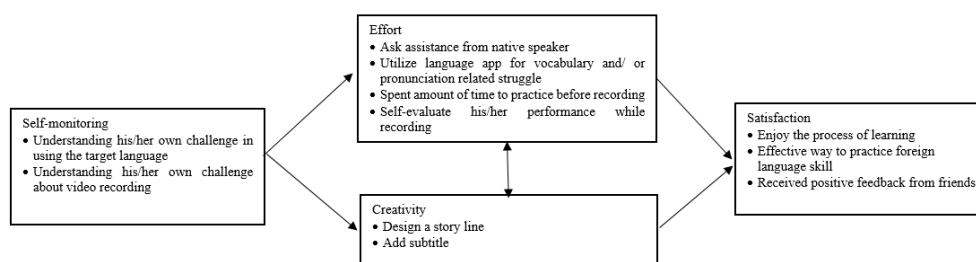 Self-monitoring
• Understanding his/her own challenge in
using the target language
• Understanding his/her own challenge
about video recording
Effort
• Ask assistance from native speaker
• Utilize language app for vocabulary and/ or
pronunciation related struggle
• Spent amount of time to practice before recording
• Self-evaluate his/her performance while
recording
Creativity
• Design a story line
• Add subtitle
Satisfaction
• Enjoy the process of learning
• Effective way to practice foreign
language skill
• Received positive feedback from friends